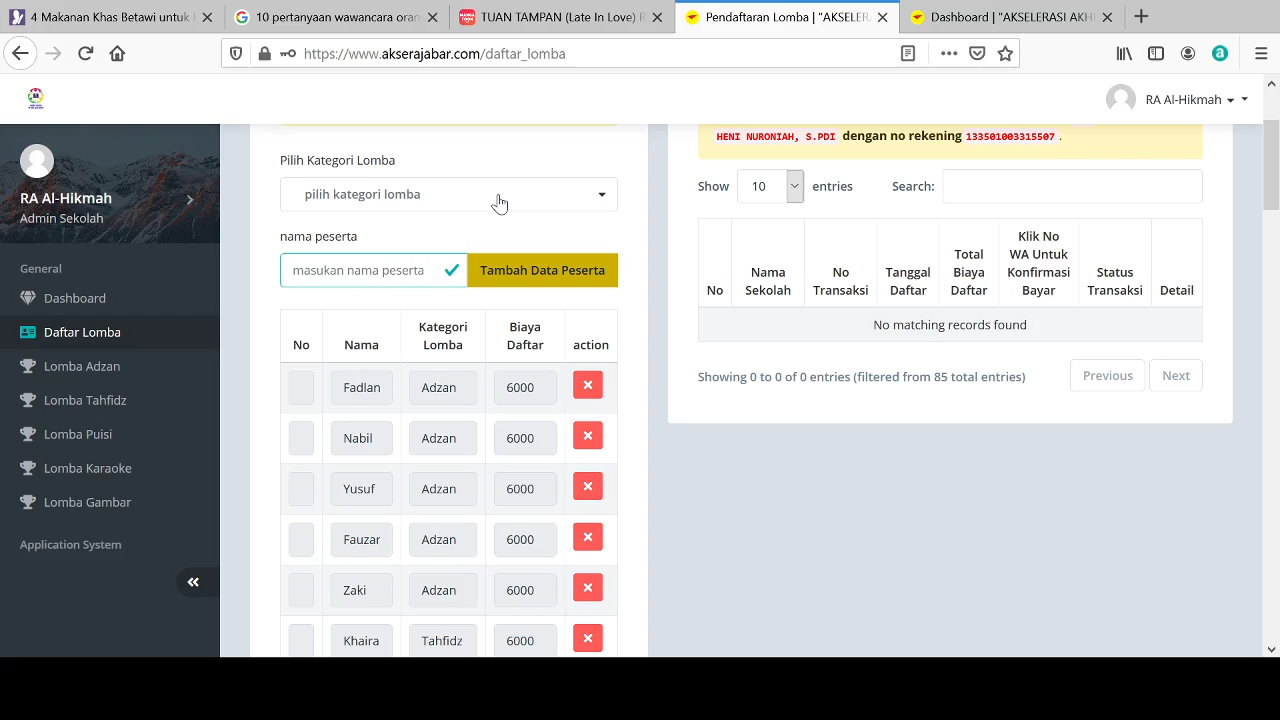 4 Makanan Khas Betawi untuk
10 pertanyaan wawancara oran
TUAN TAMPAN (Late In Love) R
Pendaftaran Lomba | "AKSELERA
Dashboard | "AKSELERASI AKH
https://www.akserajabar.com/daftar_lomba
RA Al-Hikmah
RA Al-Hikmah
Admin Sekolah
General
Dashboard
Daftar Lomba
Lomba Adzan
Lomba Tahfidz
Lomba Puisi
Lomba Karaoke
Lomba Gambar
Application System
Pilih Kategori Lomba
pilih kategori lomba
nama peserta
masukan nama peserta
Tambah Data Peserta
No Nama Kategori Lomba Biaya Daftar action
Fadlan Adzan 6000
Nabil Adzan 6000
Yusuf Adzan 6000
Fauzar Adzan 6000
Zaki Adzan 6000
Khaira Tahfidz 6000
HENI NURONIAH, S.PDI dengan no rekening 133501003315507 .
Show 10 entries Search:
No Nama Sekolah No Transaksi Tanggal Daftar Total Biaya Daftar Klik No WA Untuk Konfirmasi Bayar Status Transaksi Detail
No matching records found
Showing 0 to 0 of 0 entries (filtered from 85 total entries)
Previous Next